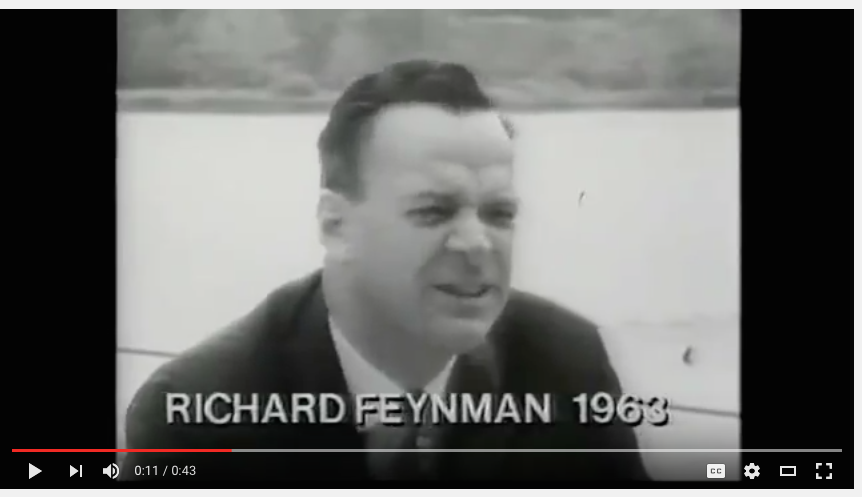 RICHARD FEYNMAN 1963
0:11 / 0:43
CC